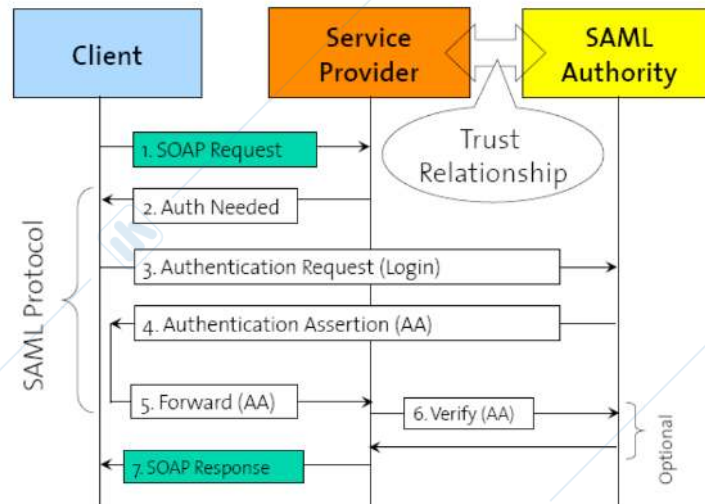 Client
Service
Provider
SAML
Authority
Trust
Relationship
1. SOAP Request
2. Auth Needed
3. Authentication Request (Login)
4. Authentication Assertion (AA)
5. Forward (AA)
6. Verify (AA)
7. SOAP Response
SAML Protocol
Optional